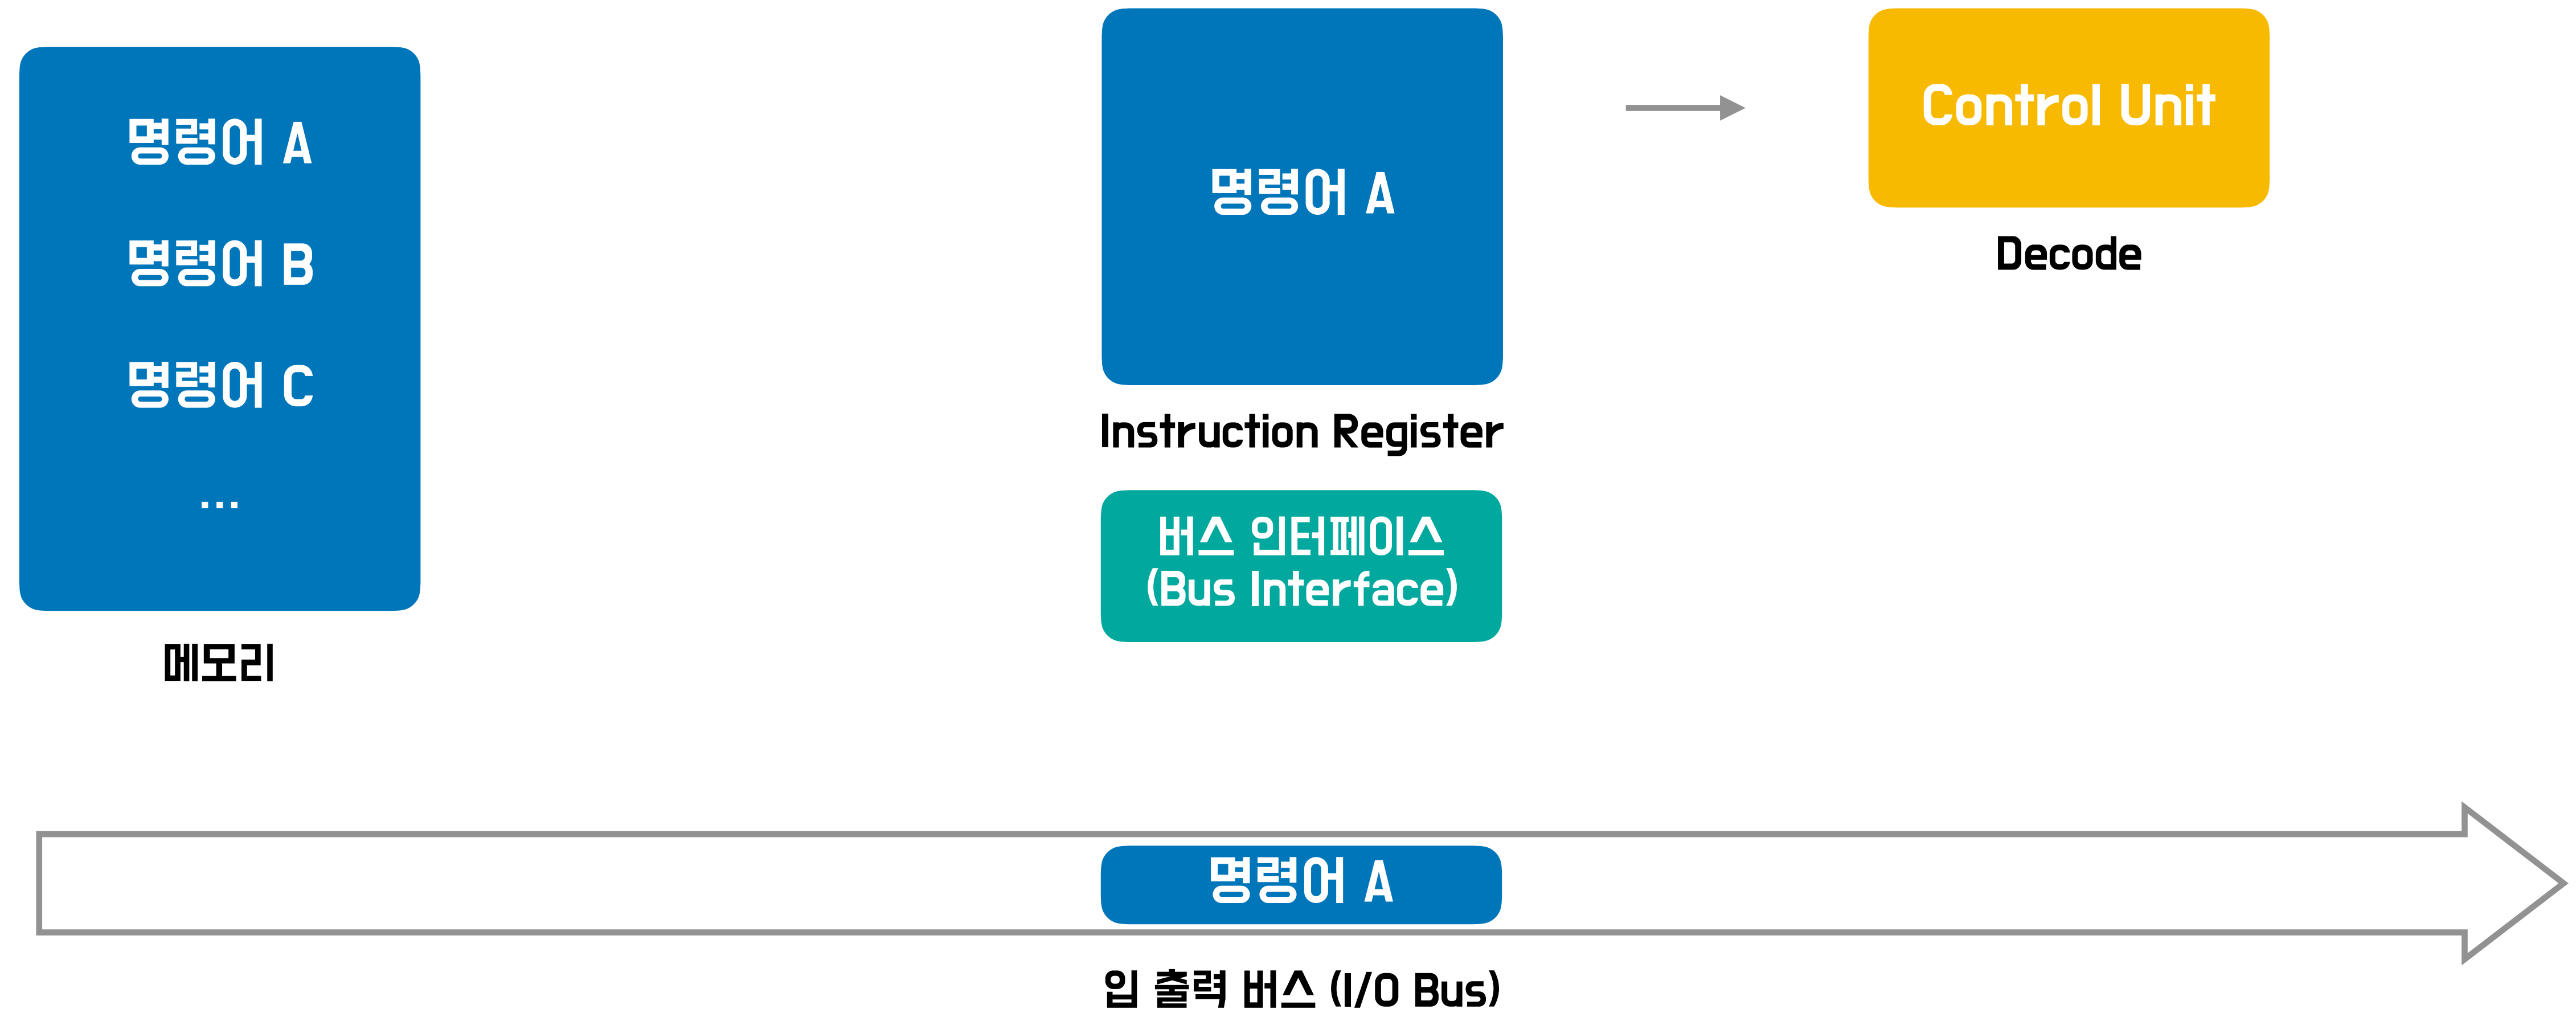 명령어 A
명령어 B
명령어 C
...
메모리
명령어 A
Instruction Register
버스 인터페이스
(Bus Interface)
Control Unit
Decode
명령어 A
입 출력 버스 (I/O Bus)